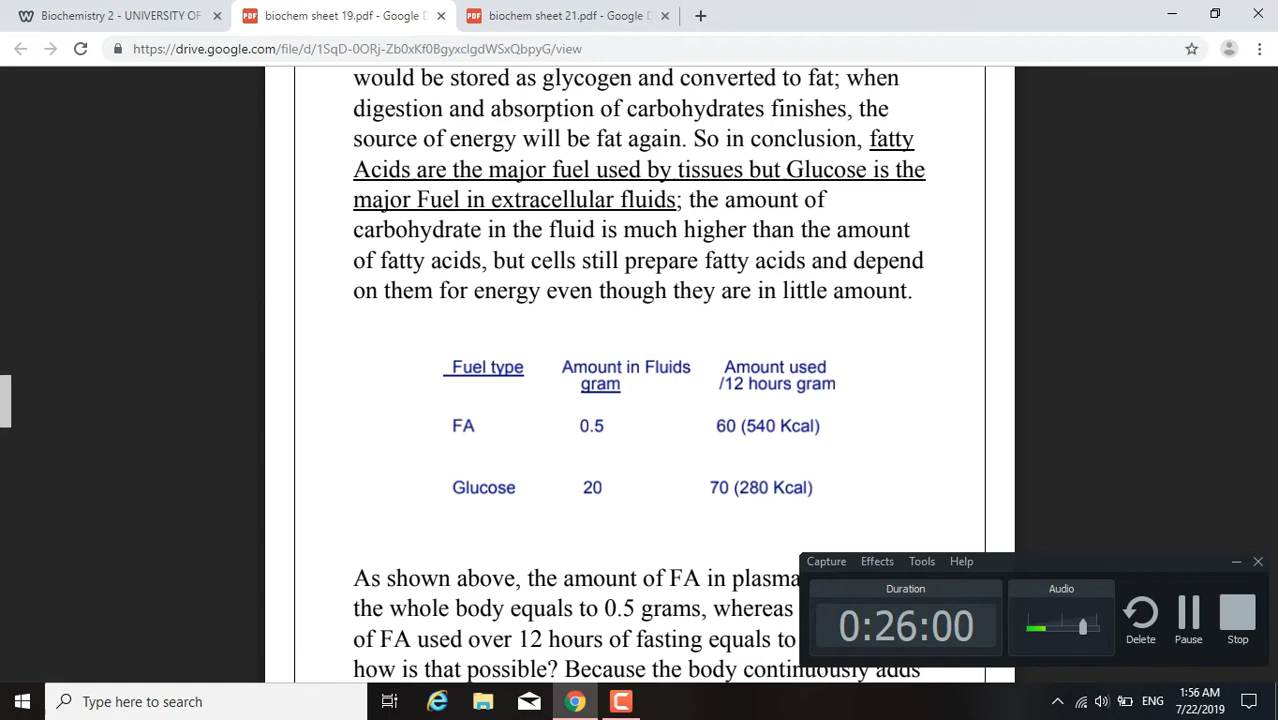 Biochemistry 2 - UNIVERSITY OF
biochem sheet 19.pdf - Google D
biochem sheet 21.pdf - Google D
https://drive.google.com/file/d/1SqD-0ORj-Zb0xKf0BgyxclgdWSxQbpyG/view
would be stored as glycogen and converted to fat; when
digestion and absorption of carbohydrates finishes, the
source of energy will be fat again. So in conclusion, fatty
Acids are the major fuel used by tissues but Glucose is the
major Fuel in extracellular fluids; the amount of
carbohydrate in the fluid is much higher than the amount
of fatty acids, but cells still prepare fatty acids and depend
on them for energy even though they are in little amount.
Fuel type Amount in Fluids Amount used
gram /12 hours gram
FA 0.5 60 (540 Kcal)
Glucose 20 70 (280 Kcal)
As shown above, the amount of FA in plasma
the whole body equals to 0.5 grams, whereas
of FA used over 12 hours of fasting equals to
how is that possible? Because the body continuously adds
Capture Effects Tools Help
Duration Audio
0:26:00
Delete Pause Stop
Type here to search
ENG
1:56 AM
7/22/2019